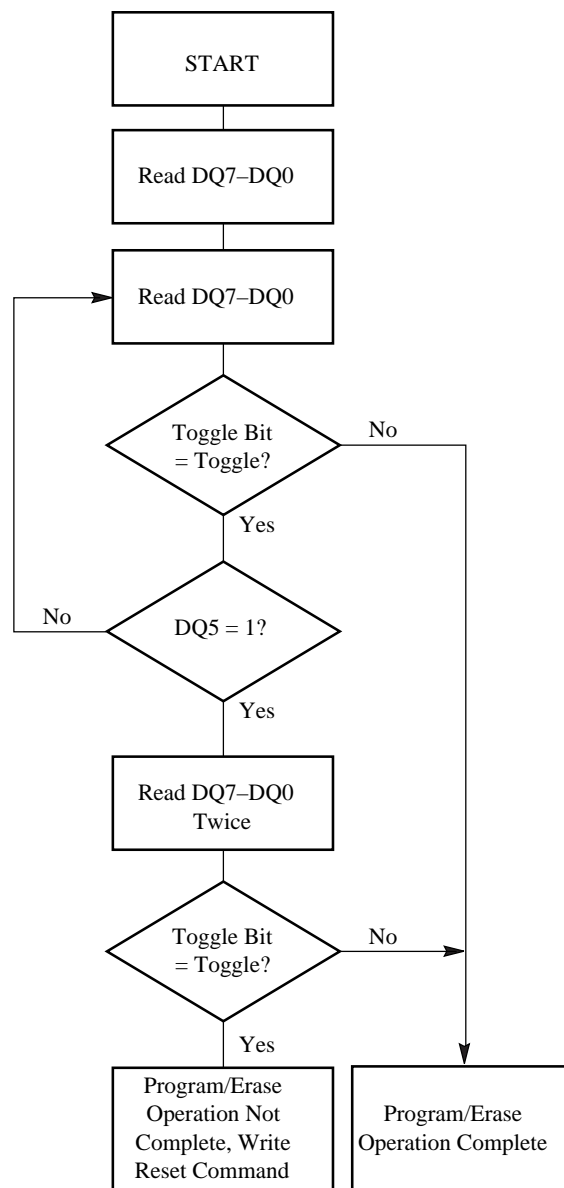 START
Read DQ7–DQ0
Read DQ7–DQ0
Toggle Bit
= Toggle?
No
Yes
No
DQ5 = 1?
Yes
Read DQ7–DQ0
Twice
Toggle Bit
= Toggle?
No
Yes
Program/Erase
Operation Not
Complete, Write
Reset Command
Program/Erase
Operation Complete